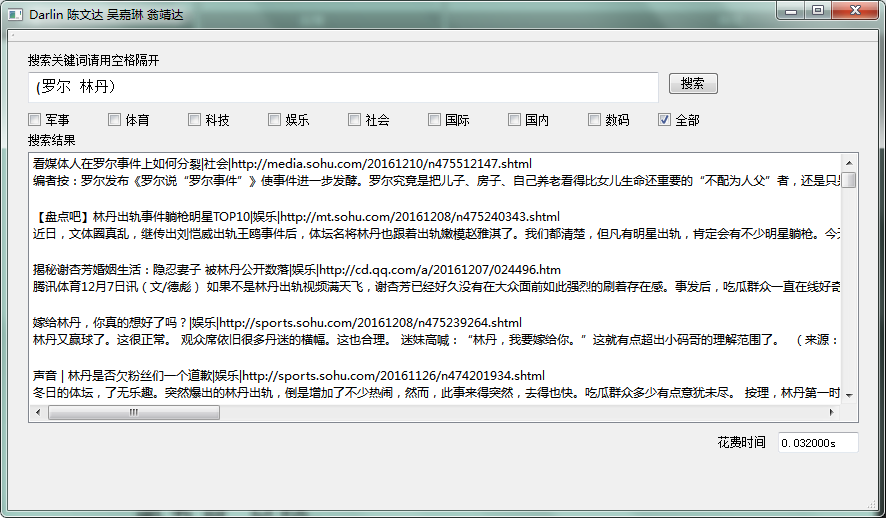 Darlin 陈文达 吴嘉琳 翁靖达
搜索关键词请用空格隔开
(罗尔 林丹)
搜索
军事 体育 科技 娱乐 社会 国际 国内 数码 全部
搜索结果
看媒体人在罗尔事件上如何分裂|社会|http://media.sohu.com/20161210/n475512147.shtml
编者按：罗尔发布《罗尔说“罗尔事件”》使事件进一步发酵。罗尔究竟是把儿子、房子、自己养老看得比女儿生命还重要的“不配为人父”者，还是只是
【盘点吧】林丹出轨事件躺枪明星TOP10|娱乐|http://mt.sohu.com/20161208/n475240343.shtml
近日，文体圈真乱，继传出刘恺威出轨王鸥事件后，体坛名将林丹也跟着出轨嫩模赵雅淇了。我们都清楚，但凡有明星出轨，肯定会有不少明星躺枪。今天
揭秘谢杏芳婚姻生活：隐忍妻子 被林丹公开数落|娱乐|http://cd.qq.com/a/20161207/024496.htm
腾讯体育12月7日讯（文/德彪） 如果不是林丹出轨视频满天飞，谢杏芳已经好久没有在大众面前如此强烈的刷着存在感。事发后，吃瓜群众一直在线好奇
嫁给林丹，你真的想好了吗？|娱乐|http://sports.sohu.com/20161208/n475239264.shtml
林丹又赢球了。这很正常。 观众席依旧很多丹迷的横幅。这也合理。 迷妹高喊：“林丹，我要嫁给你。”这就有点超出小码哥的理解范围了。 （来源：
声音 | 林丹是否欠粉丝们一个道歉|娱乐|http://sports.sohu.com/20161126/n474201934.shtml
冬日的体坛，了无乐趣。突然爆出的林丹出轨，倒是增加了不少热闹，然而，此事来得突然，去得也快。吃瓜群众多少有点意犹未尽。 按理，林丹第一时
花费时间 0.032000s